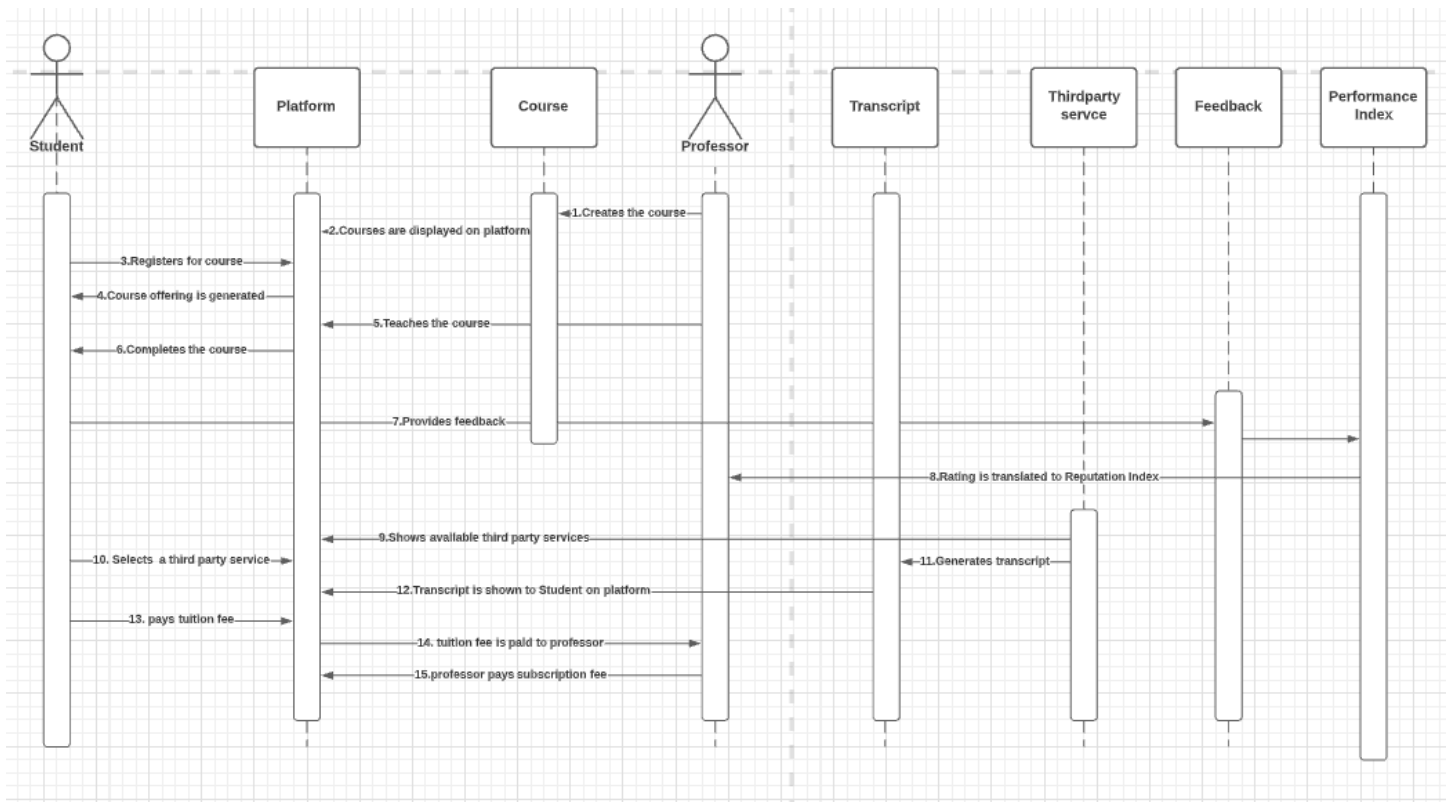 Student
Platform
Course
Professor
Transcript
Thirdparty
servce
Feedback
Performance
Index
1.Creates the course
2.Courses are displayed on platform
3.Registers for course
4.Course offering is generated
5.Teaches the course
6.Completes the course
7.Provides feedback
8.Rating is translated to Reputation Index
9.Shows available third party services
10. Selects a third party service
11.Generates transcript
12.Transcript is shown to Student on platform
13. pays tuition fee
14. tuition fee is paid to professor
15.professor pays subscription fee